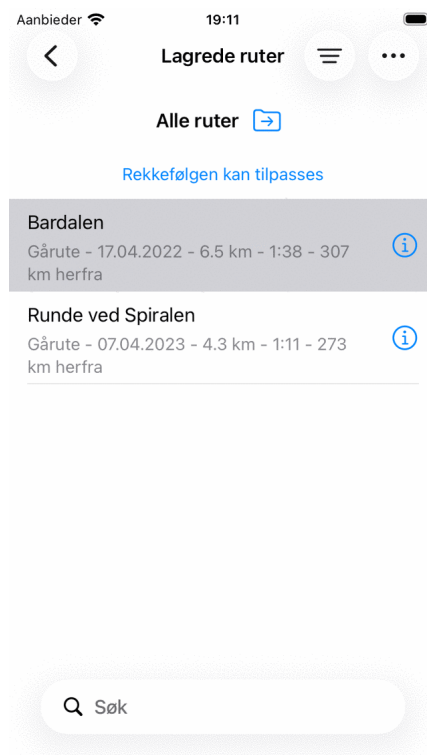 Aanbieder 19:11
Lagrede ruter
Alle ruter
Rekkefølgen kan tilpasses
Bardalen
Gårute - 17.04.2022 - 6.5 km - 1:38 - 307
km herfra
Runde ved Spiralen
Gårute - 07.04.2023 - 4.3 km - 1:11 - 273
km herfra
Søk